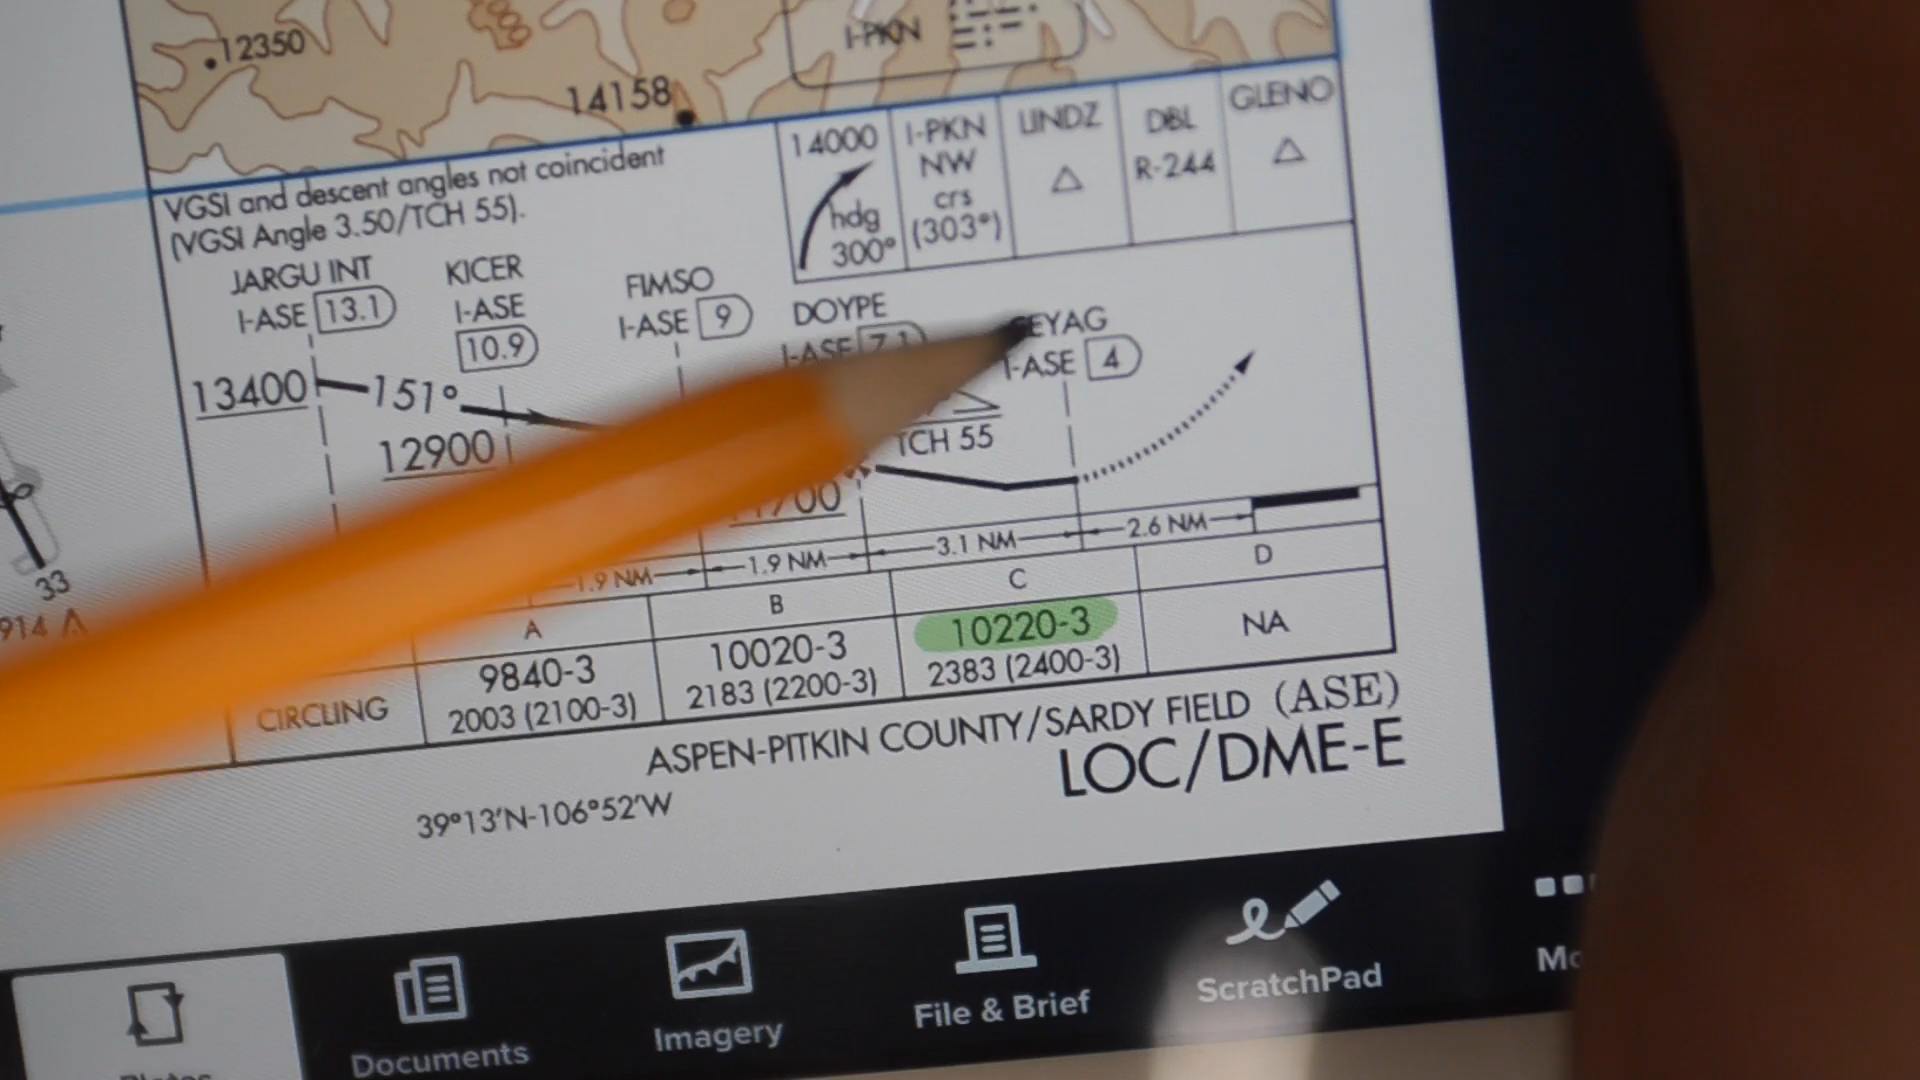 12350
I-PKN
14158
VGSI and descent angles not coincident
(VGSI Angle 3.50/TCH 55).
14000
hdg
300°
I-PKN
NW
crs
(303°)
LINDZ
DBL
R-244
GLENO
JARGU INT
I-ASE 13.1
KICER
I-ASE
10.9
FIMSO
I-ASE 9
DOYPE
I-ASE 7.1
I-ASE 4
13400
151°
12900
TCH 55
1.9 NM
1.9 NM
3.1 NM
2.6 NM
33
A
B
C
D
CIRCLING
9840-3
2003 (2100-3)
10020-3
2183 (2200-3)
10220-3
2383 (2400-3)
NA
ASPEN-PITKIN COUNTY/SARDY FIELD (ASE)
LOC/DME-E
39°13'N-106°52'W
Documents
Imagery
File & Brief
ScratchPad